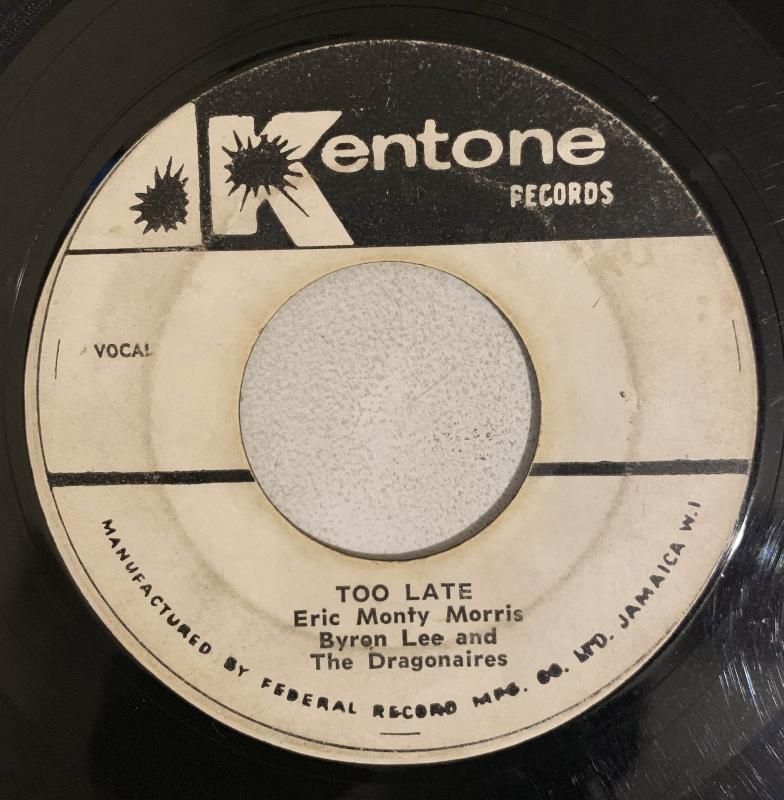 Kentone
RECORDS
VOCAL
TOO LATE
Eric Monty Morris
Byron Lee and
The Dragonaires
MANUFACTURED BY FEDERAL RECORD MFG. CO. LTD. JAMAICA W.I